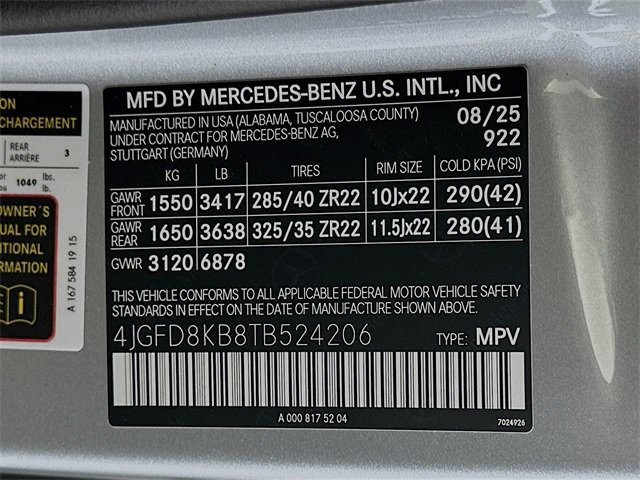 ON
CHARGEMENT
REAR
ARRIÈRE 3
or
ou 1049 lbs.
lb.
OWNER'S
UAL FOR
ITIONAL
RMATION
A 167 584 19 15
MFD BY MERCEDES-BENZ U.S. INTL., INC
MANUFACTURED IN USA (ALABAMA, TUSCALOOSA COUNTY) 08/25
UNDER CONTRACT FOR MERCEDES-BENZ AG, 922
STUTTGART (GERMANY)
KG LB TIRES RIM SIZE COLD KPA (PSI)
GAWR FRONT 1550 3417 285/40 ZR22 10Jx22 290(42)
GAWR REAR 1650 3638 325/35 ZR22 11.5Jx22 280(41)
GVWR 3120 6878
THIS VEHICLE CONFORMS TO ALL APPLICABLE FEDERAL MOTOR VEHICLE SAFETY
STANDARDS IN EFFECT ON THE DATE OF MANUFACTURE SHOWN ABOVE.
4JGFD8KB8TB524206 TYPE: MPV
A 000 817 52 04
7024926